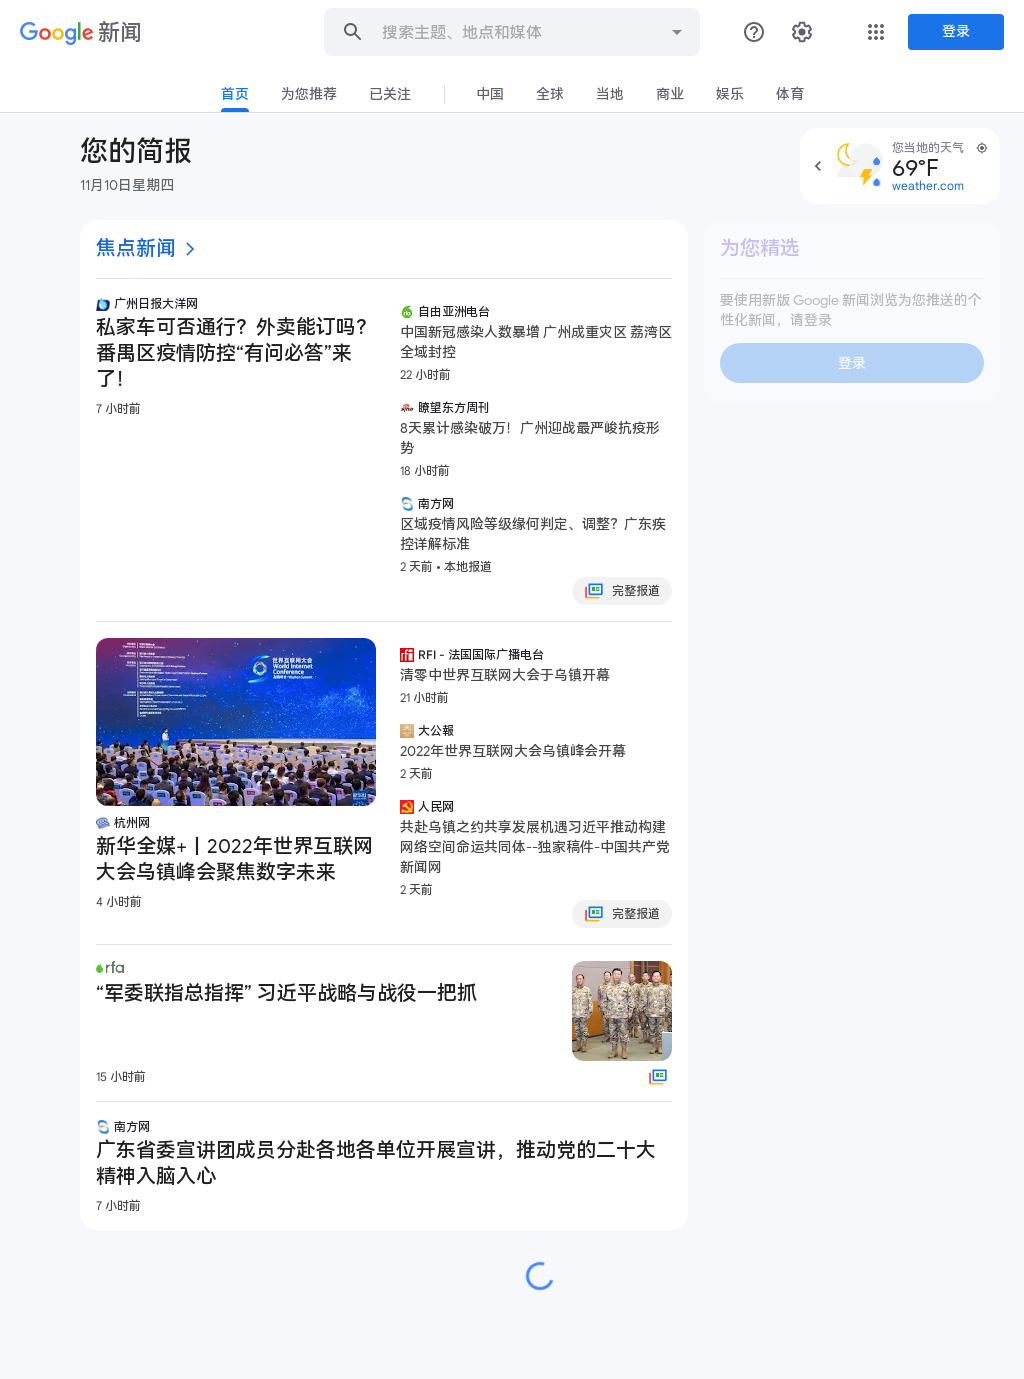 Google 新闻
搜索主题、地点和媒体
登录
首页
为您推荐
已关注
中国
全球
当地
商业
娱乐
体育
您的简报
11月10日星期四
您当地的天气
69°F
weather.com
焦点新闻
广州日报大洋网
私家车可否通行？外卖能订吗？
番禺区疫情防控“有问必答”来
了！
7 小时前
自由亚洲电台
中国新冠感染人数暴增 广州成重灾区 荔湾区
全域封控
22 小时前
瞭望东方周刊
8天累计感染破万！广州迎战最严峻抗疫形
势
18 小时前
南方网
区域疫情风险等级缘何判定、调整？广东疾
控详解标准
2 天前 • 本地报道
完整报道
为您精选
要使用新版 Google 新闻浏览为您推送的个
性化新闻，请登录
登录
世界互联网大会
World Internet
Conference
杭州网
新华全媒+丨2022年世界互联网
大会乌镇峰会聚焦数字未来
4 小时前
RFI - 法国国际广播电台
清零中世界互联网大会于乌镇开幕
21 小时前
大公報
2022年世界互联网大会乌镇峰会开幕
2 天前
人民网
共赴乌镇之约共享发展机遇习近平推动构建
网络空间命运共同体--独家稿件-中国共产党
新闻网
2 天前
完整报道
rfa
“军委联指总指挥” 习近平战略与战役一把抓
15 小时前
南方网
广东省委宣讲团成员分赴各地各单位开展宣讲，推动党的二十大
精神入脑入心
7 小时前